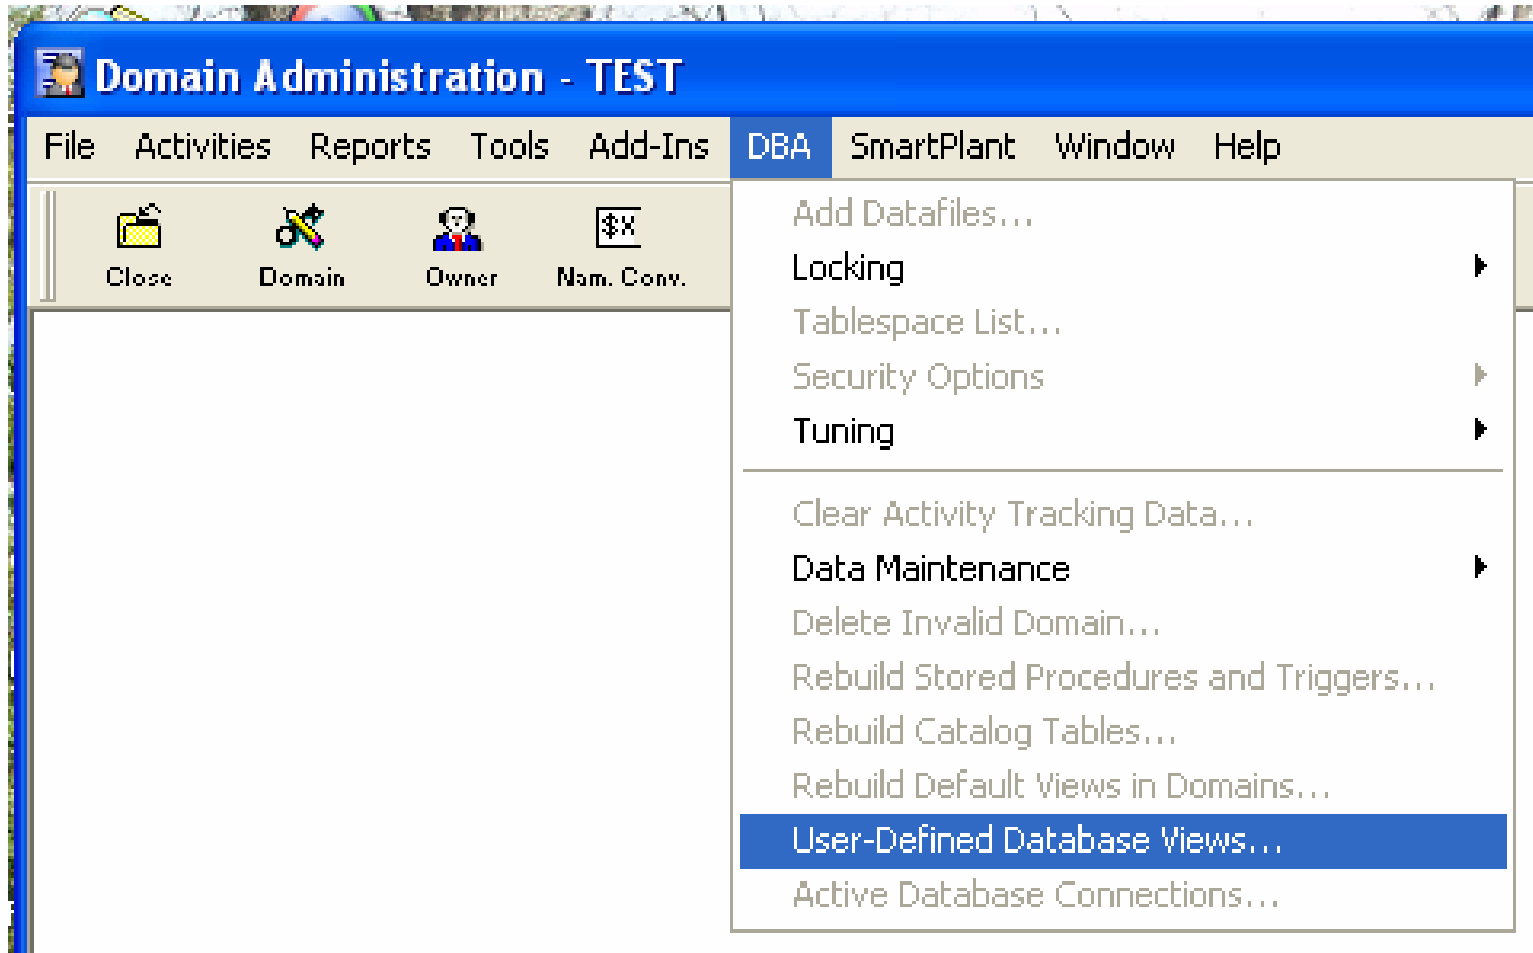 Domain Administration - TEST
File Activities Reports Tools Add-Ins DBA SmartPlant Window Help
Close Domain Owner $X Nam. Conv.
Add Datafiles...
Locking
Tablespace List...
Security Options
Tuning
Clear Activity Tracking Data...
Data Maintenance
Delete Invalid Domain...
Rebuild Stored Procedures and Triggers...
Rebuild Catalog Tables...
Rebuild Default Views in Domains...
User-Defined Database Views...
Active Database Connections...